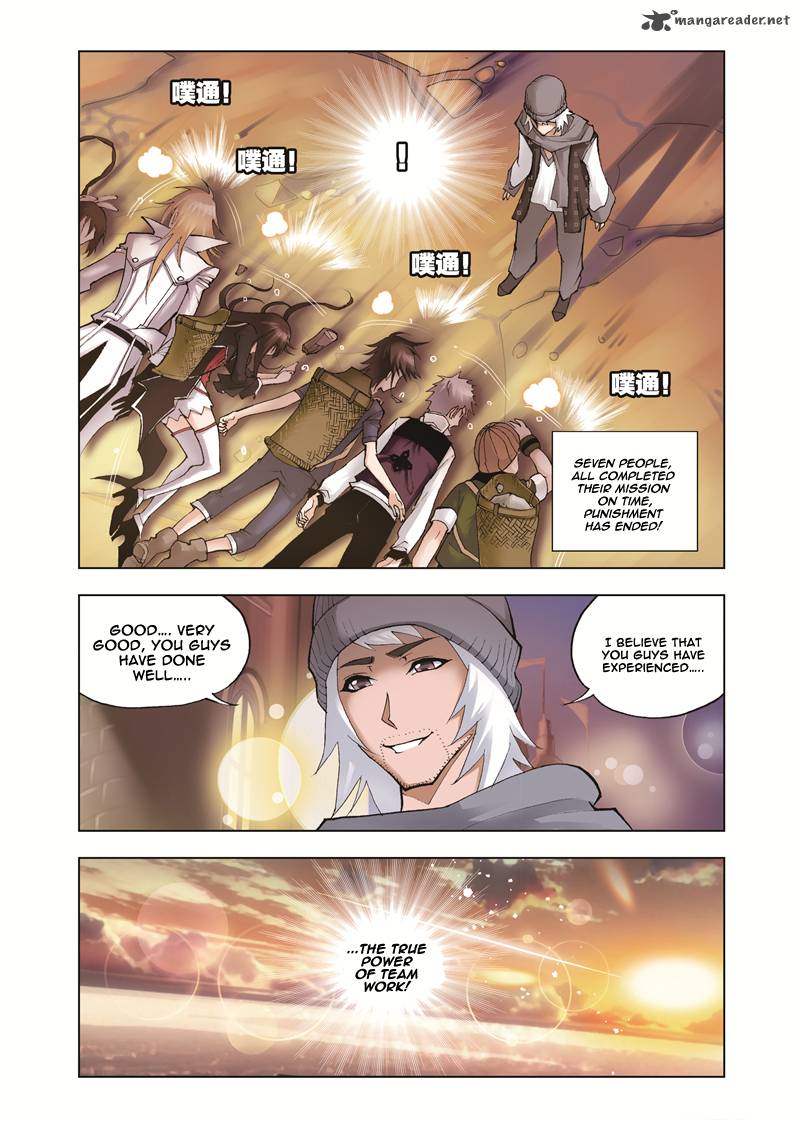 mangareader.net
噗通!
噗通!
!
噗通!
噗通!
SEVEN PEOPLE,
ALL COMPLETED
THEIR MISSION
ON TIME,
PUNISHMENT
HAS ENDED!
GOOD.... VERY
GOOD, YOU GUYS
HAVE DONE
WELL.....
I BELIEVE THAT
YOU GUYS HAVE
EXPERIENCED.....
...THE TRUE
POWER
OF TEAM
WORK!